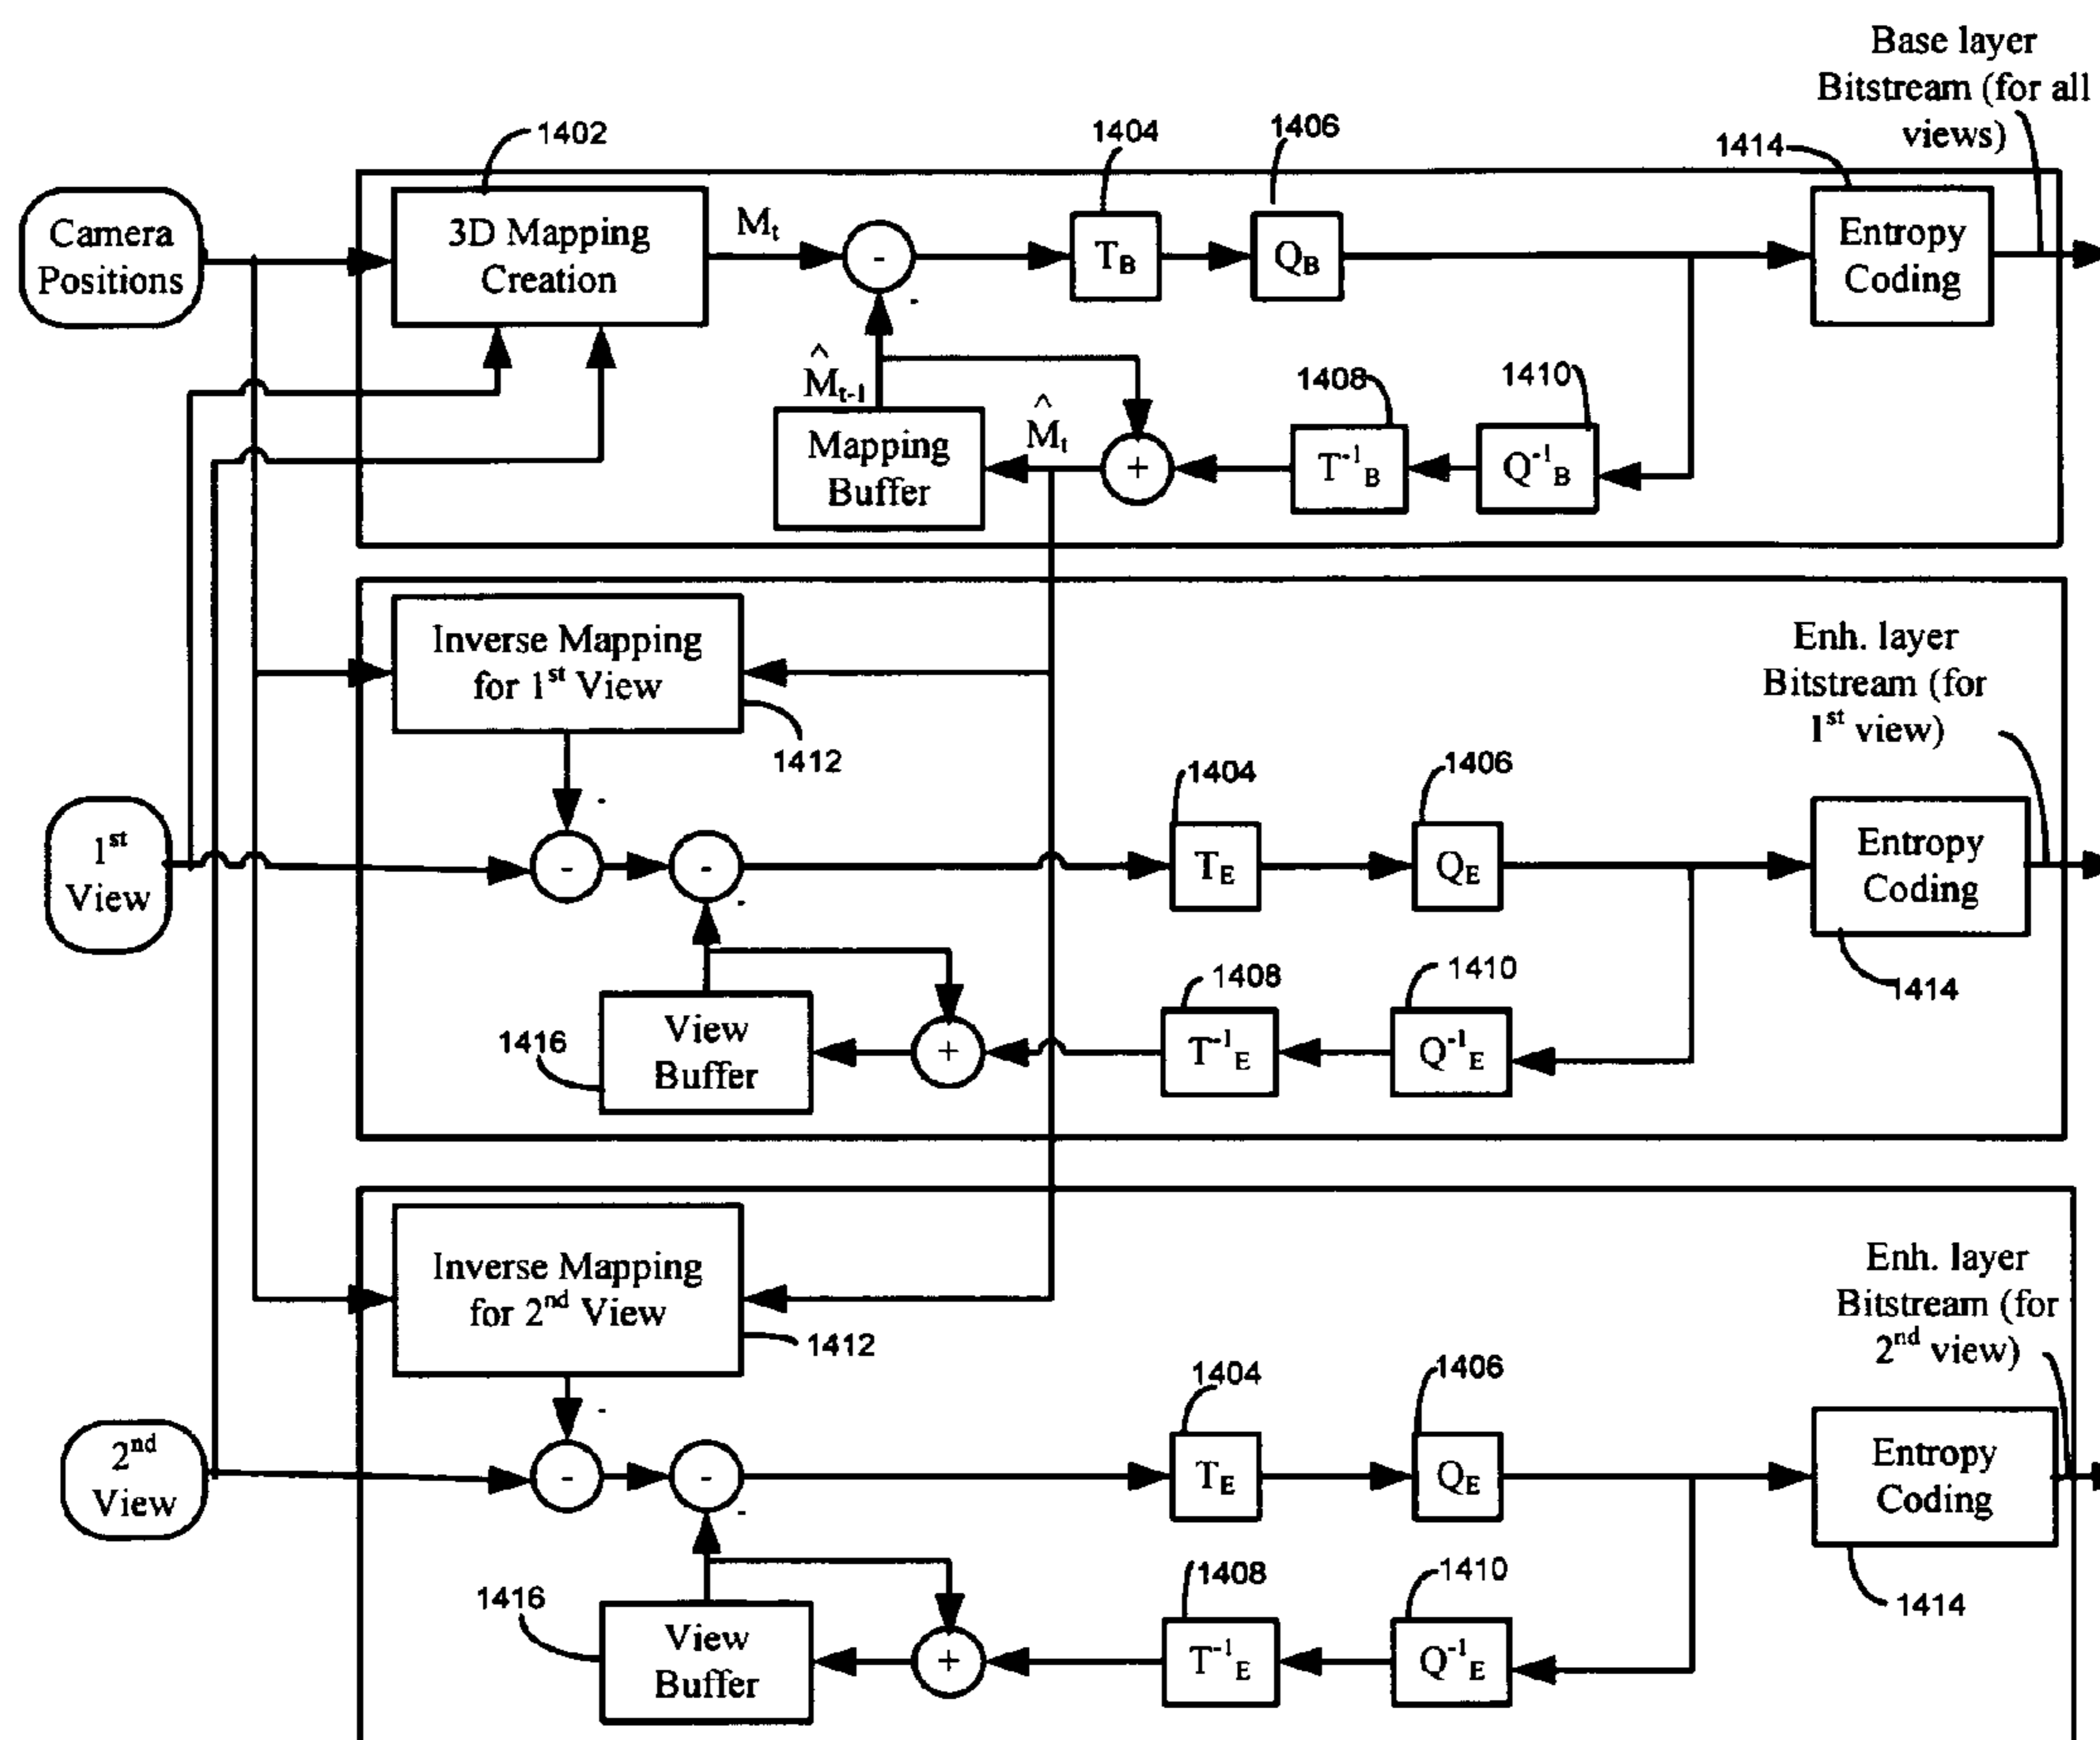 Base layer
Bitstream (for all
views)
1402
1404
1406
1414
Camera
Positions
3D Mapping
Creation
Mt
-
TB
QB
Entropy
Coding
-
^
Mt-1
^
Mt
1408
1410
Mapping
Buffer
+
T-1B
Q-1B
Inverse Mapping
for 1st View
1412
Enh. layer
Bitstream (for
1st view)
1404
1406
-
1st
View
-
-
TE
QE
Entropy
Coding
-
1408
1410
1414
1416
View
Buffer
+
T-1E
Q-1E
Inverse Mapping
for 2nd View
1412
Enh. layer
Bitstream (for
2nd view)
1404
1406
-
2nd
View
-
-
TE
QE
Entropy
Coding
-
1408
1410
1414
1416
View
Buffer
+
T-1E
Q-1E